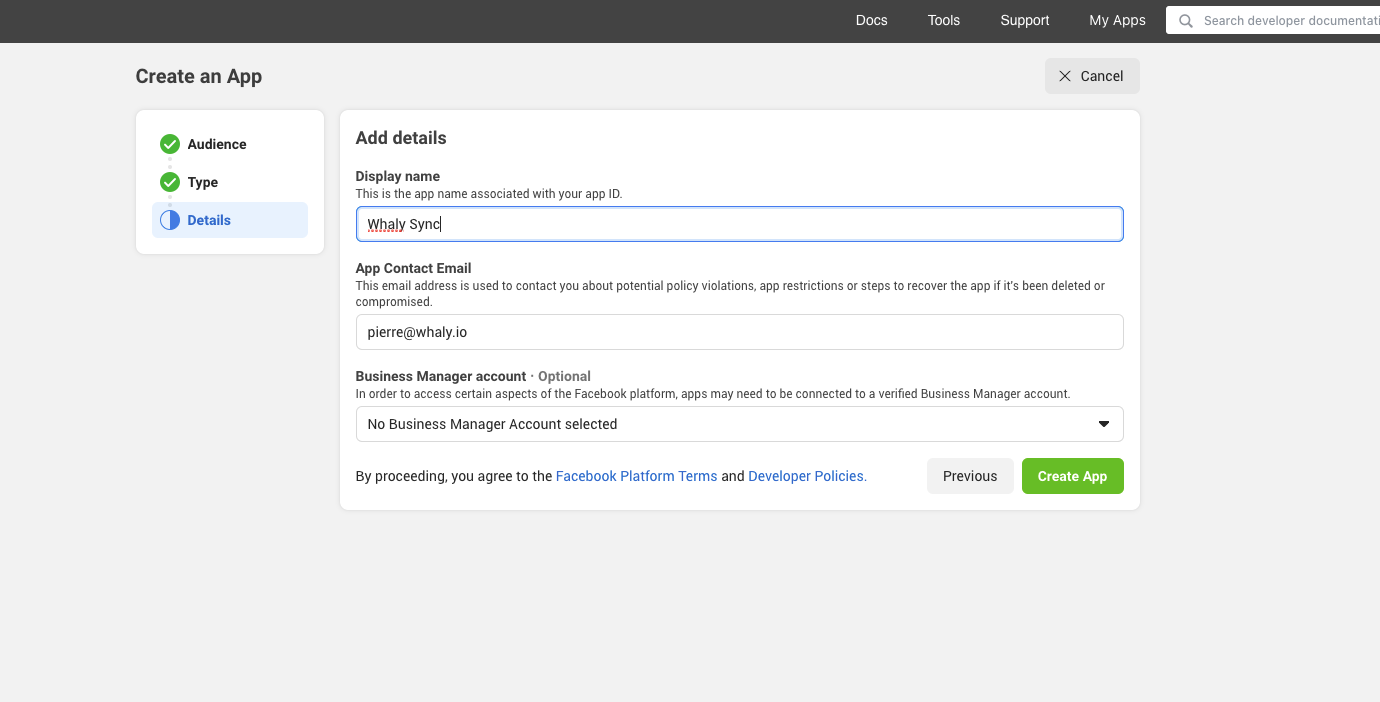 Docs Tools Support My Apps Search developer documentati
Create an App
Cancel
Audience
Type
Details
Add details
Display name
This is the app name associated with your app ID.
Whaly Sync
App Contact Email
This email address is used to contact you about potential policy violations, app restrictions or steps to recover the app if it's been deleted or
compromised.
pierre@whaly.io
Business Manager account · Optional
In order to access certain aspects of the Facebook platform, apps may need to be connected to a verified Business Manager account.
No Business Manager Account selected
By proceeding, you agree to the Facebook Platform Terms and Developer Policies.
Previous
Create App